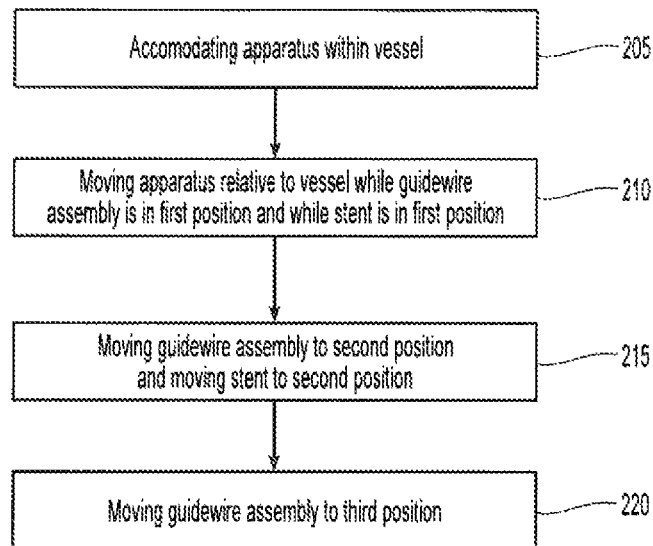 Accomodating apparatus within vessel
205
Moving apparatus relative to vessel while guidewire
assembly is in first position and while stent is in first position
210
Moving guidewire assembly to second position
and moving stent to second position
215
Moving guidewire assembly to third position
220